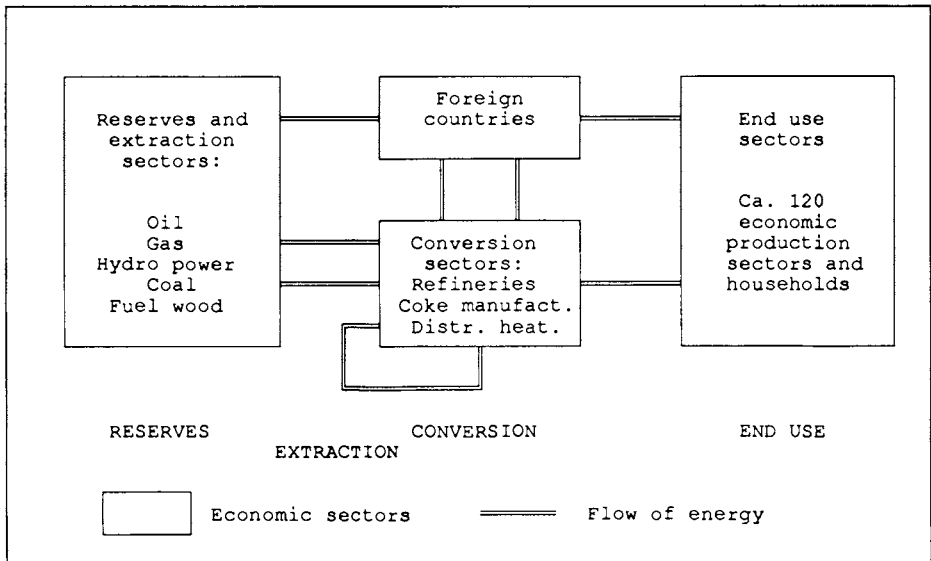 Reserves and
extraction
sectors:
Oil
Gas
Hydro power
Coal
Fuel wood
Foreign
countries
Conversion
sectors:
Refineries
Coke manufact.
Distr. heat.
End use
sectors
Ca. 120
economic
production
sectors and
households
RESERVES
EXTRACTION
CONVERSION
END USE
Economic sectors
Flow of energy